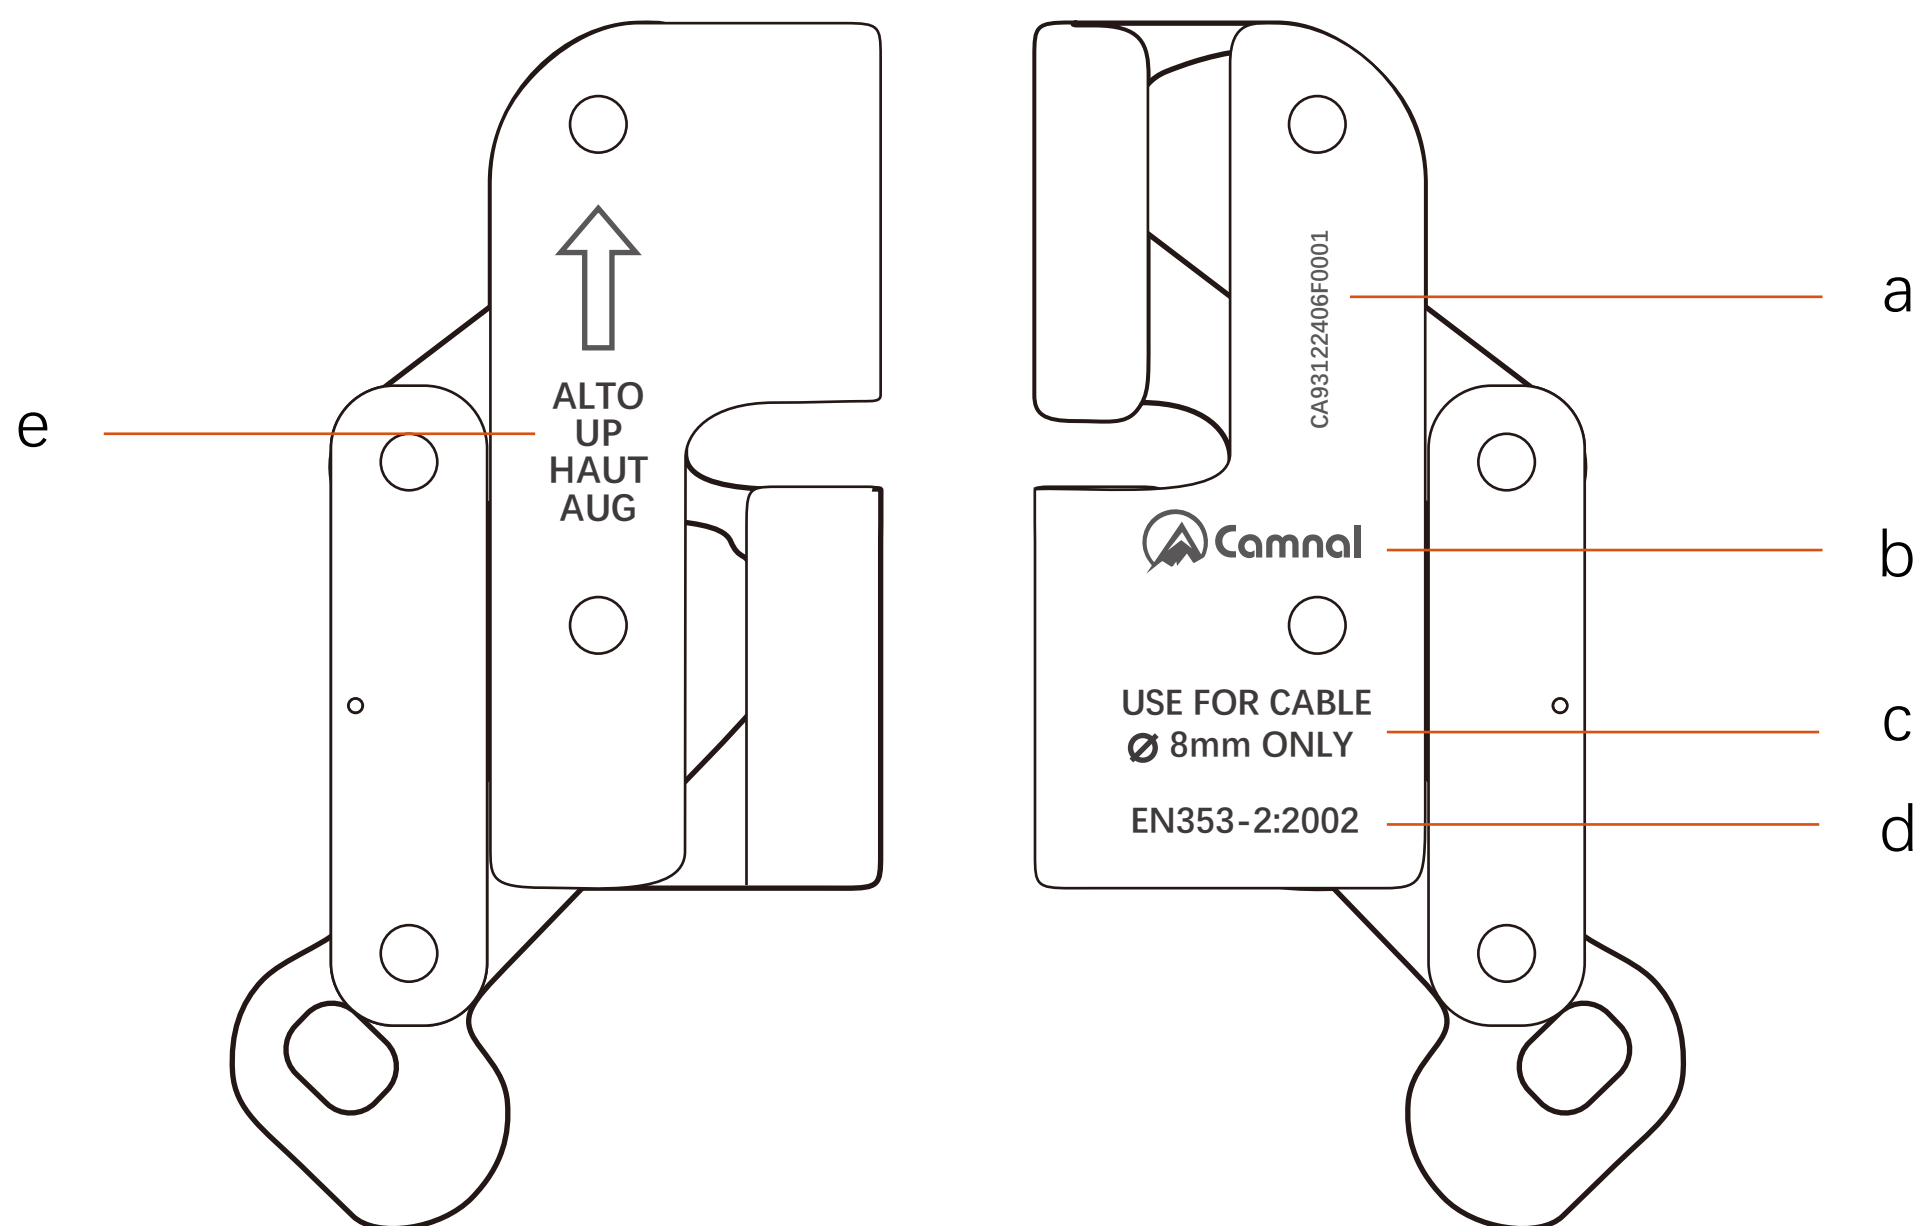 ALTO
UP
HAUT
AUG
e
CA93122406F0001
a
Camnal
b
USE FOR CABLE
Ø 8mm ONLY
c
EN353-2:2002
d